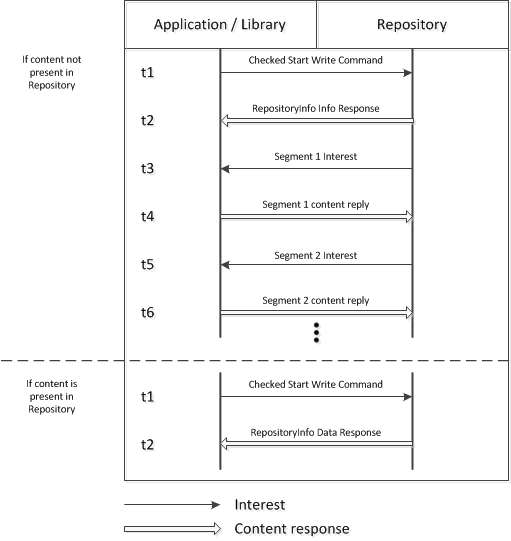 Application / Library
Repository
If content not
present in
Repository
t1
Checked Start Write Command
t2
RepositoryInfo Info Response
t3
Segment 1 Interest
t4
Segment 1 content reply
t5
Segment 2 Interest
t6
Segment 2 content reply
If content is
present in
Repository
t1
Checked Start Write Command
t2
RepositoryInfo Data Response
Interest
Content response